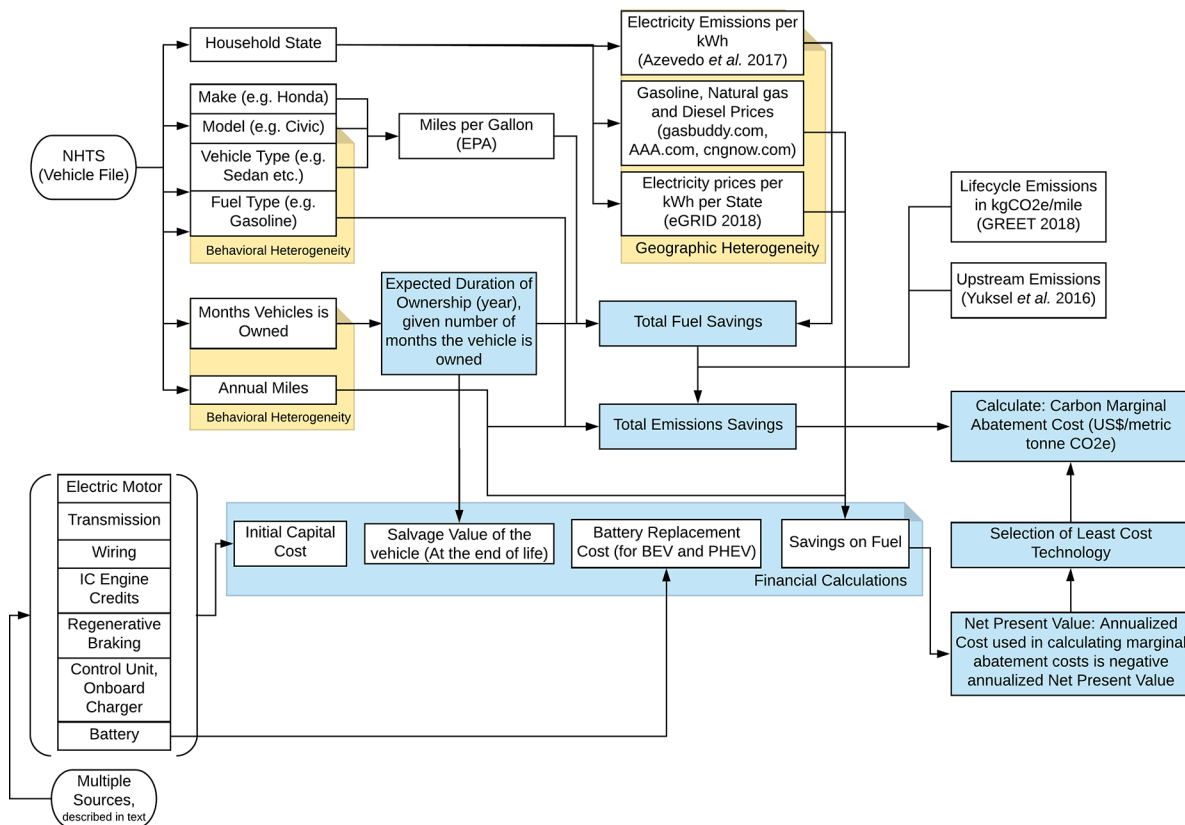 NHTS
(Vehicle File)
Household State
Make (e.g. Honda)
Model (e.g. Civic)
Vehicle Type (e.g.
Sedan etc.)
Fuel Type (e.g.
Gasoline)
Behavioral Heterogeneity
Miles per Gallon
(EPA)
Electricity Emissions per
kWh
(Azevedo et al. 2017)
Gasoline, Natural gas
and Diesel Prices
(gasbuddy.com,
AAA.com, cngnow.com)
Electricity prices per
kWh per State
(eGRID 2018)
Geographic Heterogeneity
Lifecycle Emissions
in kgCO2e/mile
(GREET 2018)
Upstream Emissions
(Yuksel et al. 2016)
Months Vehicles is
Owned
Annual Miles
Behavioral Heterogeneity
Expected Duration of
Ownership (year),
given number of
months the vehicle is
owned
Total Fuel Savings
Total Emissions Savings
Calculate: Carbon Marginal
Abatement Cost (US$/metric
tonne CO2e)
Electric Motor
Transmission
Wiring
IC Engine
Credits
Regenerative
Braking
Control Unit,
Onboard
Charger
Battery
Multiple
Sources,
described in text
Initial Capital
Cost
Salvage Value of the
vehicle (At the end of life)
Battery Replacement
Cost (for BEV and PHEV)
Savings on Fuel
Financial Calculations
Selection of Least Cost
Technology
Net Present Value: Annualized
Cost used in calculating marginal
abatement costs is negative
annualized Net Present Value